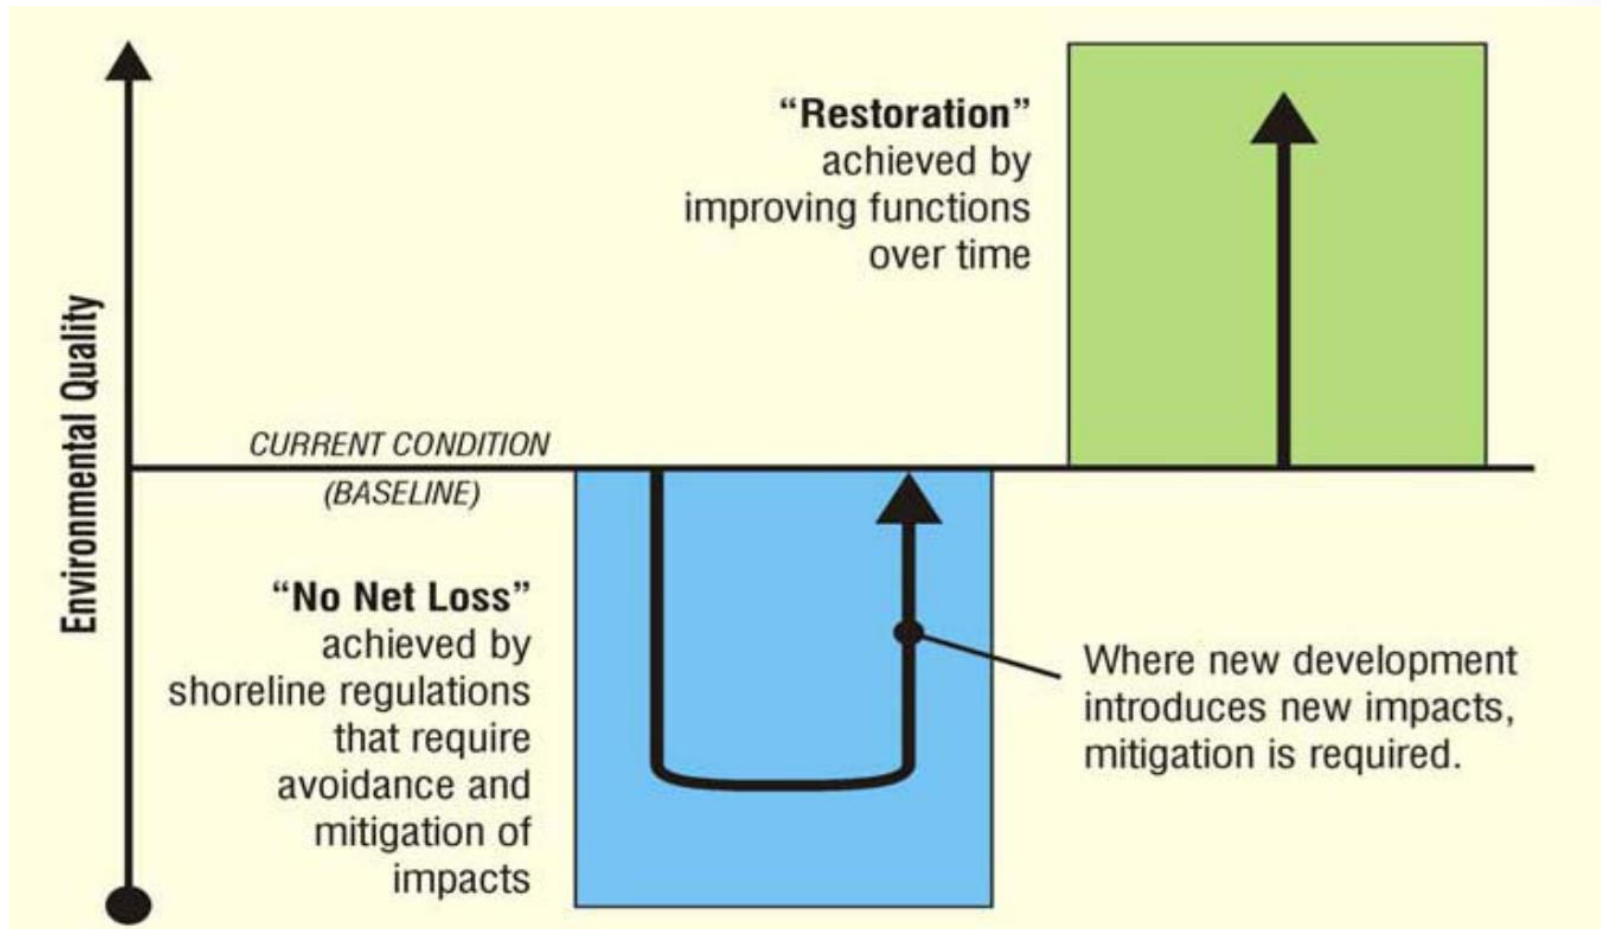 Environmental Quality
“Restoration”
achieved by
improving functions
over time
CURRENT CONDITION
(BASELINE)
“No Net Loss”
achieved by
shoreline regulations
that require
avoidance and
mitigation of
impacts
Where new development
introduces new impacts,
mitigation is required.